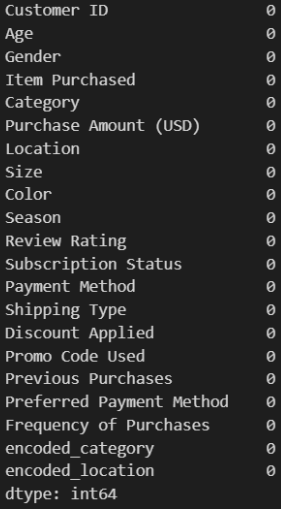 Customer ID 0
Age 0
Gender 0
Item Purchased 0
Category 0
Purchase Amount (USD) 0
Location 0
Size 0
Color 0
Season 0
Review Rating 0
Subscription Status 0
Payment Method 0
Shipping Type 0
Discount Applied 0
Promo Code Used 0
Previous Purchases 0
Preferred Payment Method 0
Frequency of Purchases 0
encoded_category 0
encoded_location 0
dtype: int64